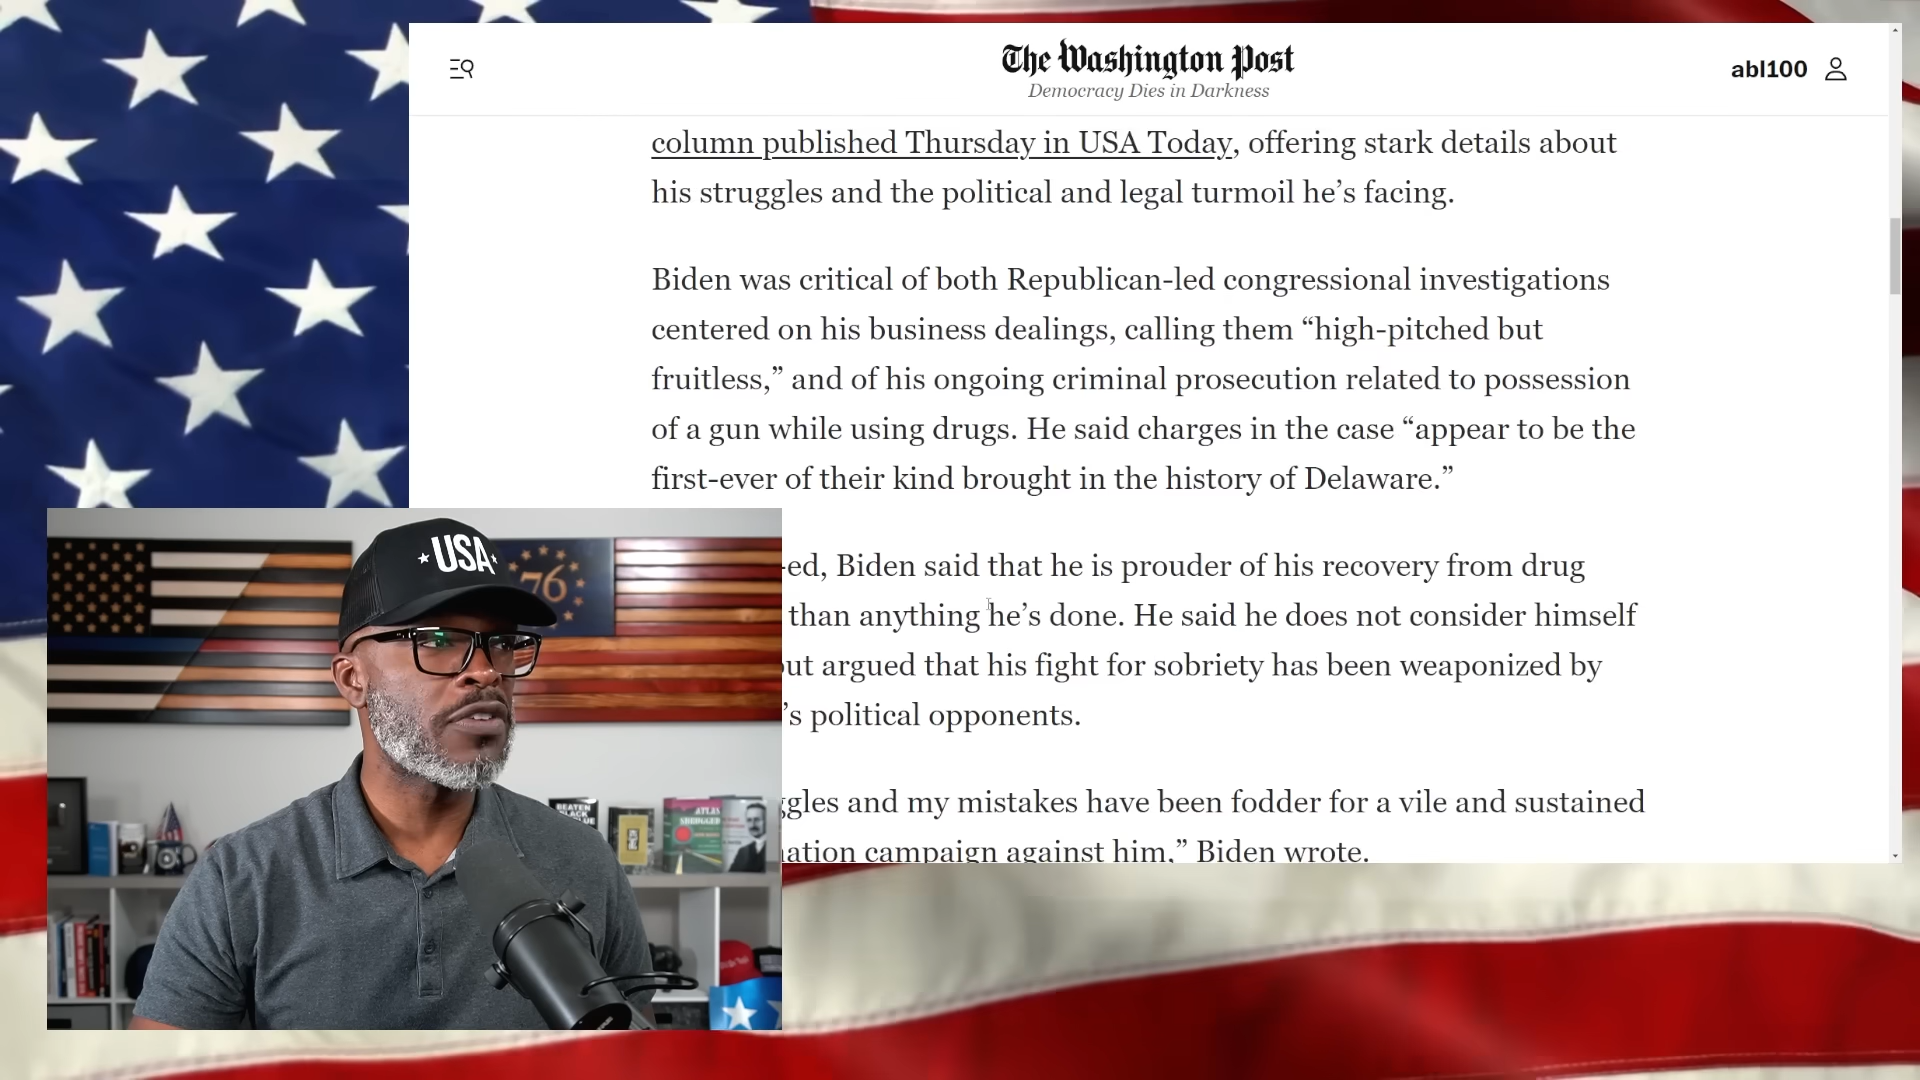 The Washington Post
Democracy Dies in Darkness
abl100
column published Thursday in USA Today, offering stark details about
his struggles and the political and legal turmoil he’s facing.
Biden was critical of both Republican-led congressional investigations
centered on his business dealings, calling them “high-pitched but
fruitless,” and of his ongoing criminal prosecution related to possession
of a gun while using drugs. He said charges in the case “appear to be the
first-ever of their kind brought in the history of Delaware.”
-ed, Biden said that he is prouder of his recovery from drug
than anything he’s done. He said he does not consider himself
out argued that his fight for sobriety has been weaponized by
’s political opponents.
ggles and my mistakes have been fodder for a vile and sustained
nation campaign against him,” Biden wrote.
★USA★
76
BEATEN
BLACK
BLUE
ATLAS
SHRUGGED